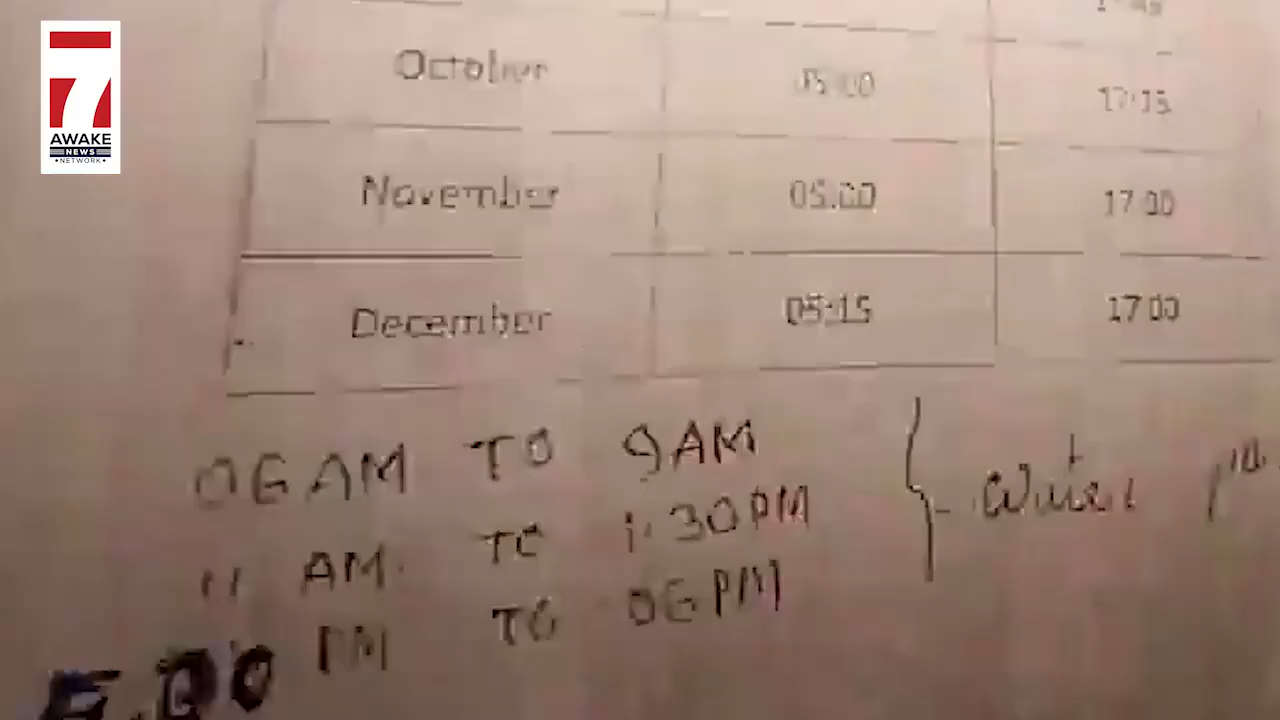 7
AWAKE
NEWS
NETWORK
October 05:00 17:15
November 05:00 17:00
December 05:15 17:00
06AM TO 9AM
11 AM. TO 1:30PM
PM TO 06PM
Water